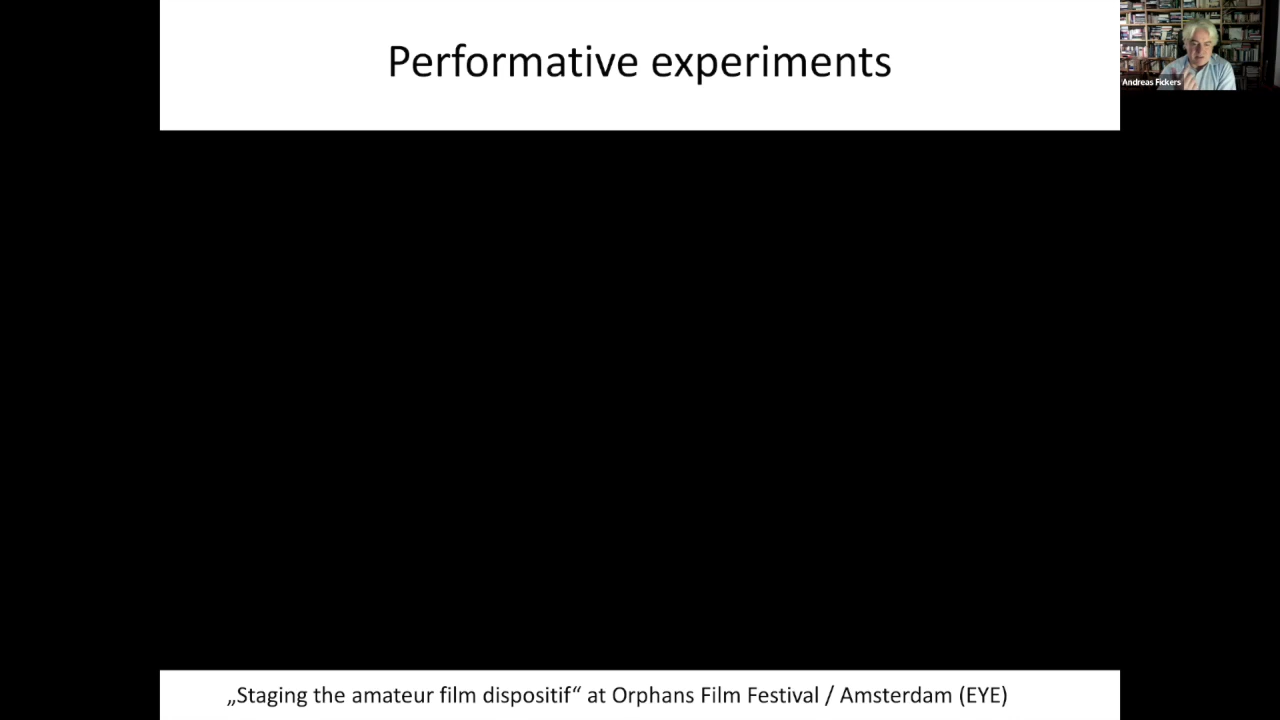 Performative experiments
Andreas Fickers
„Staging the amateur film dispositif“ at Orphans Film Festival / Amsterdam (EYE)